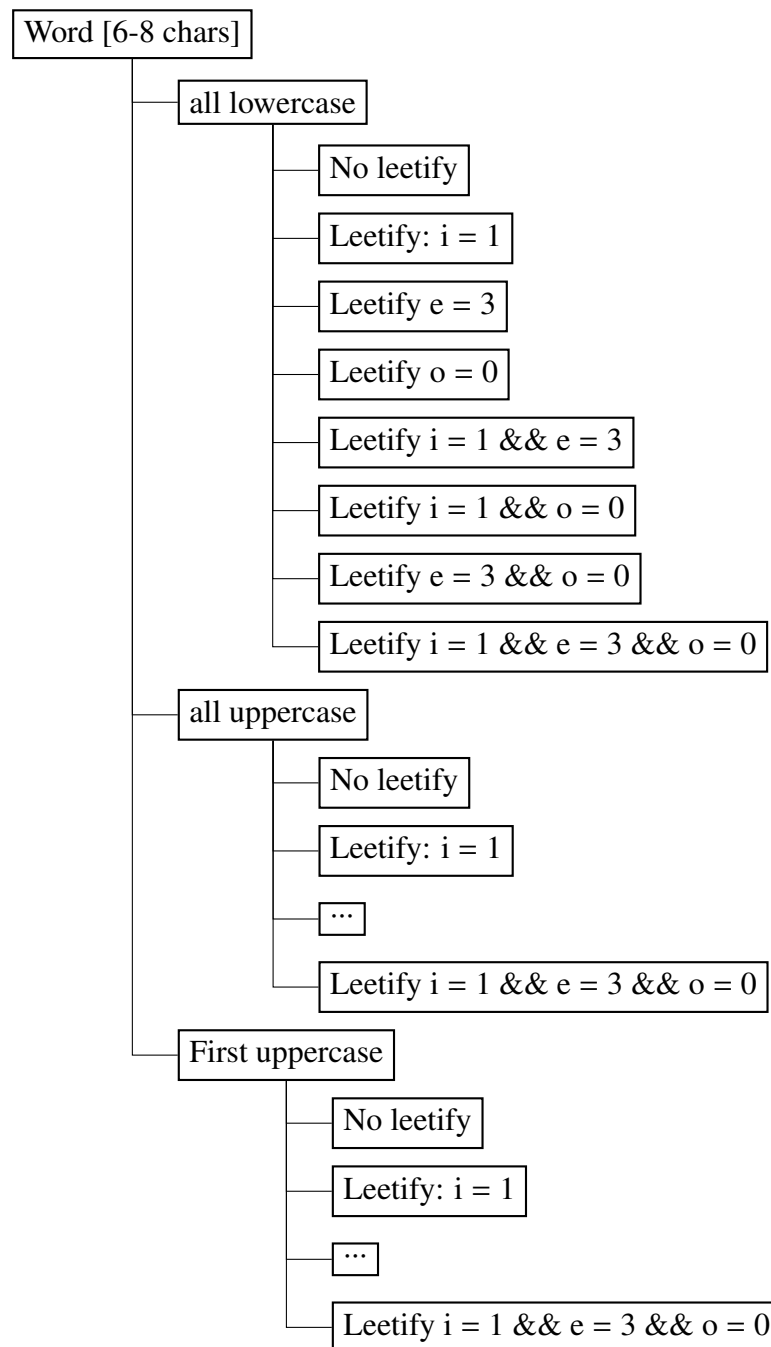 Word [6-8 chars]
all lowercase
No leetify
Leetify: i = 1
Leetify e = 3
Leetify o = 0
Leetify i = 1 && e = 3
Leetify i = 1 && o = 0
Leetify e = 3 && o = 0
Leetify i = 1 && e = 3 && o = 0
all uppercase
No leetify
Leetify: i = 1
...
Leetify i = 1 && e = 3 && o = 0
First uppercase
No leetify
Leetify: i = 1
...
Leetify i = 1 && e = 3 && o = 0